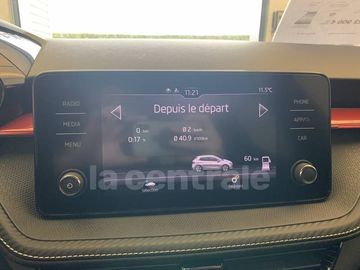 11:21
11.5°C
RADIO
MEDIA
MENU
PHONE
APPS
CAR
Depuis le départ
0 km
0:17 h
Ø 2 km/h
Ø 40.9 l/100km
60 km
la centrale